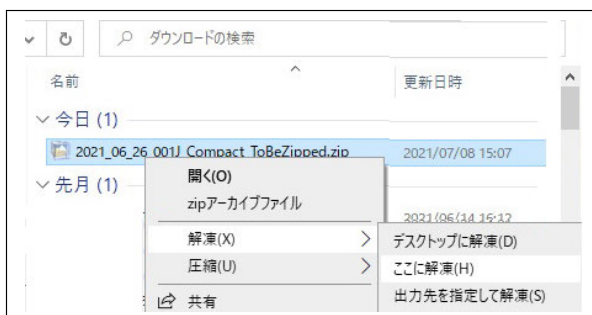 ダウンロードの検索
名前
更新日時
今日 (1)
2021_06_26_001J_Compact_ToBeZipped.zip
2021/07/08 15:07
先月 (1)
開く(O)
zipアーカイブファイル
2021/06/14 15:12
解凍(X)
デスクトップに解凍(D)
圧縮(U)
ここに解凍(H)
共有
出力先を指定して解凍(S)